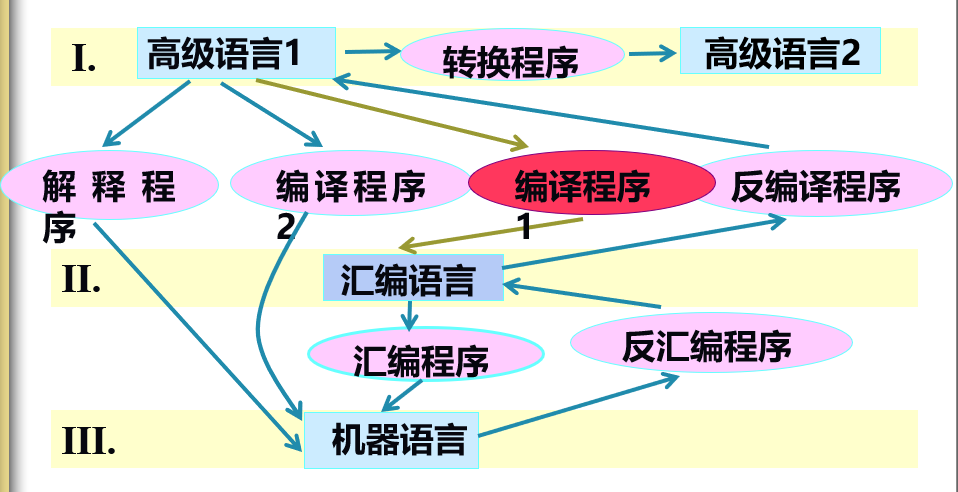 I.
高级语言1
转换程序
高级语言2
解释程
序
编译程序
2
编译程序
1
反编译程序
II.
汇编语言
汇编程序
反汇编程序
III.
机器语言